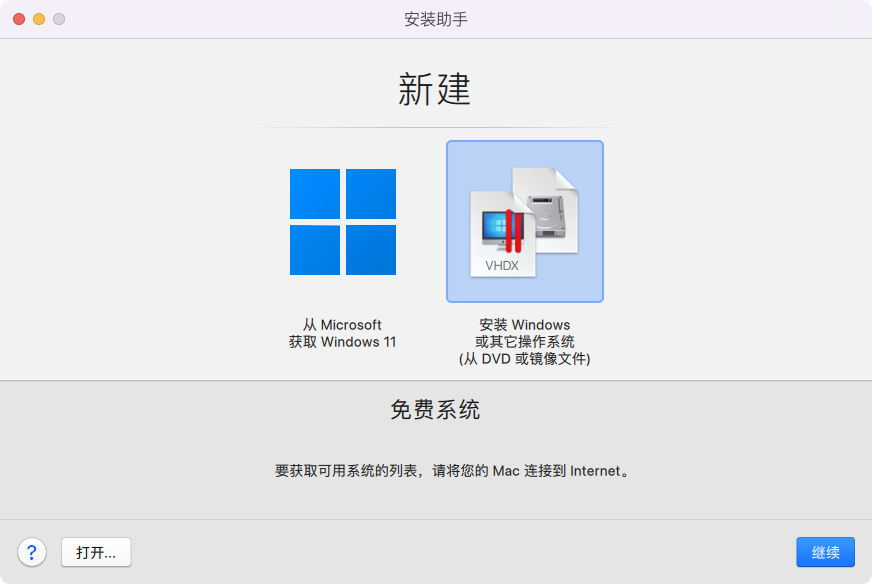 安装助手
新建
VHDX
从 Microsoft
获取 Windows 11
安装 Windows
或其它操作系统
(从 DVD 或镜像文件)
免费系统
要获取可用系统的列表，请将您的 Mac 连接到 Internet。
?
打开...
继续